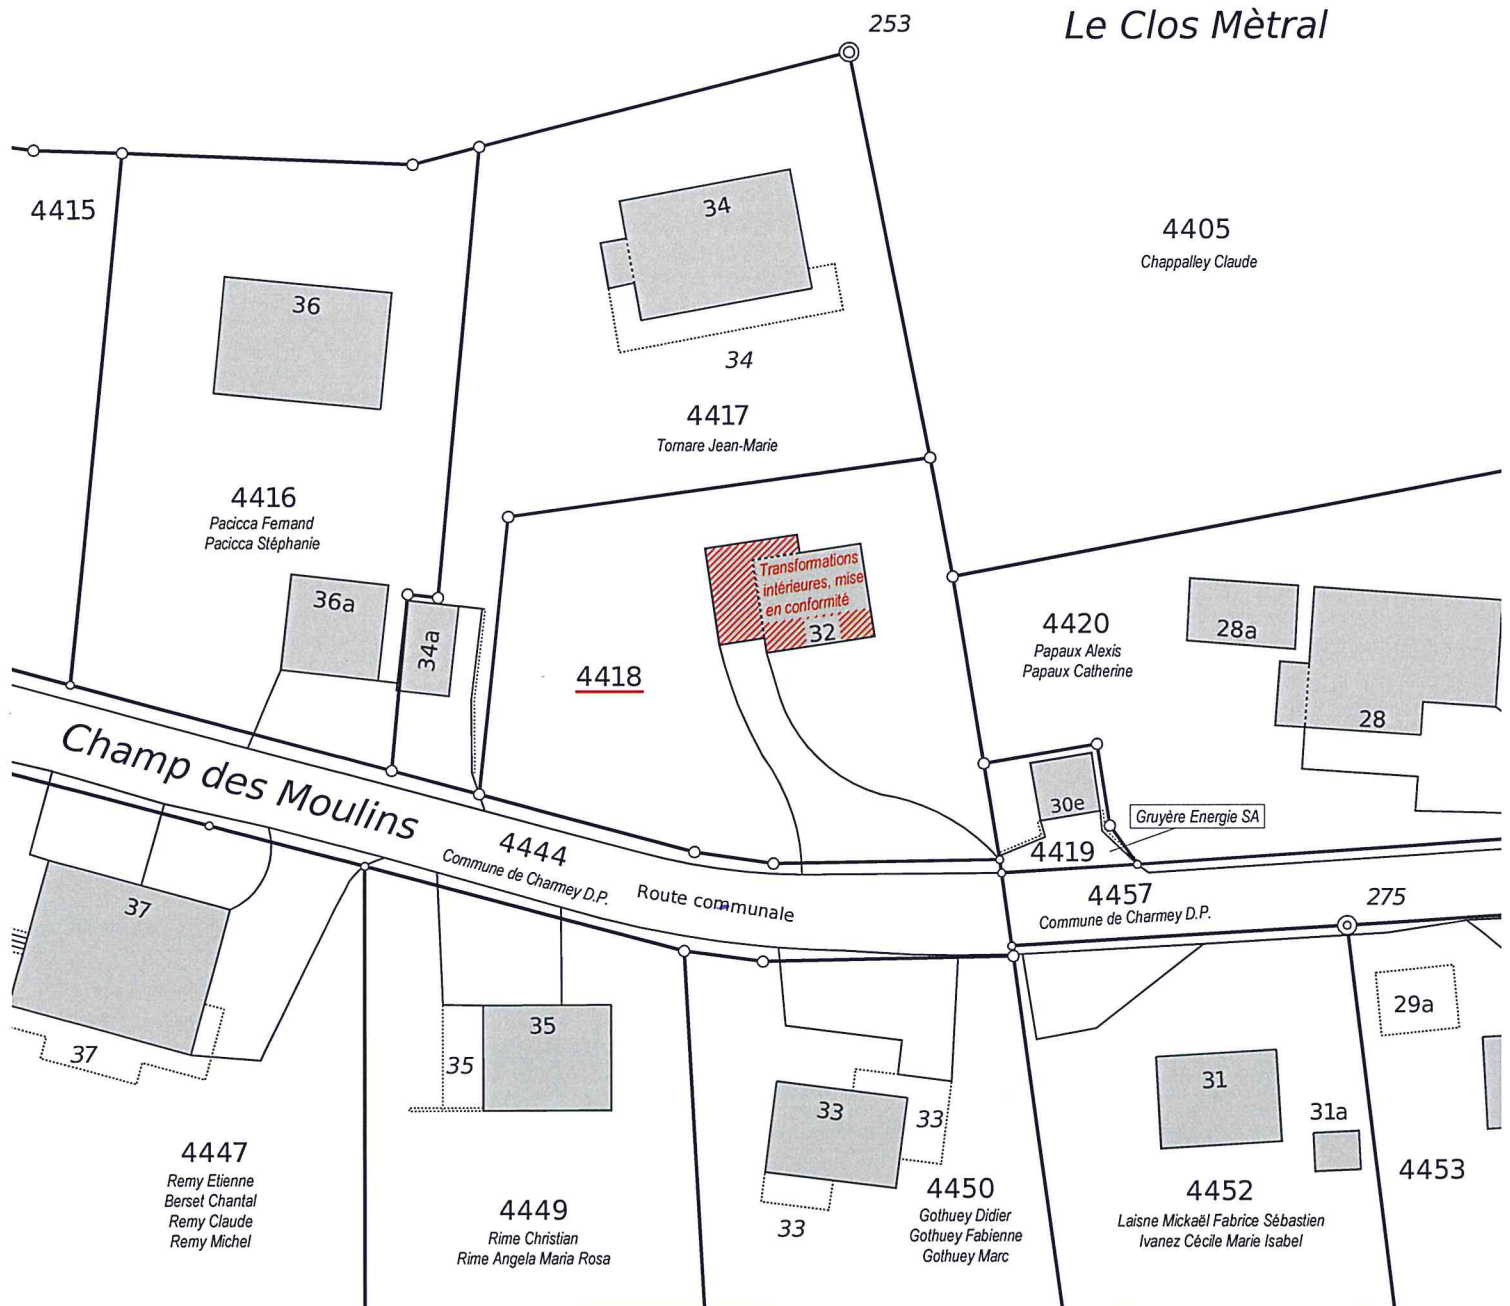 253
Le Clos Mètral
4415
34
4405
Chappalley Claude
36
34
4417
Tornare Jean-Marie
4416
Pacicca Fernand
Pacicca Stéphanie
Transformations
intérieures, mise
en conformité
32
36a
34a
4418
4420
Papaux Alexis
Papaux Catherine
28a
28
Champ des Moulins
30e
Gruyère Energie SA
4419
4444
Commune de Charmey D.P.
Route communale
4457
Commune de Charmey D.P.
275
37
37
35
35
29a
31
31a
33
33
33
4447
Remy Etienne
Berset Chantal
Remy Claude
Remy Michel
4449
Rime Christian
Rime Angela Maria Rosa
4450
Gothuey Didier
Gothuey Fabienne
Gothuey Marc
4452
Laisne Mickaël Fabrice Sébastien
Ivanez Cécile Marie Isabel
4453